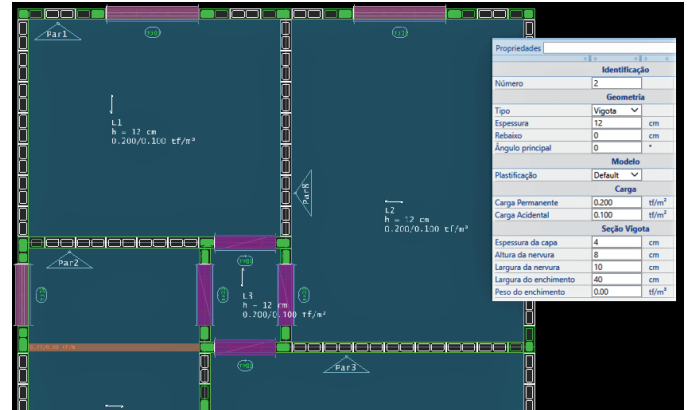 Par1
L1
h = 12 cm
0.200/0.100 tf/m²
Par8
L2
h = 12 cm
0.200/0.100 tf/m²
Par2
L3
h = 12 cm
0.200/0.100 tf/m²
Par3
Propriedades
Identificação
Número 2
Geometria
Tipo Vigota
Espessura 12 cm
Rebaixo 0 cm
Ângulo principal 0 °
Modelo
Plastificação Default
Carga
Carga Permanente 0.200 tf/m²
Carga Acidental 0.100 tf/m²
Seção Vigota
Espessura da capa 4 cm
Altura da nervura 8 cm
Largura da nervura 10 cm
Largura do enchimento 40 cm
Peso do enchimento 0.00 tf/m²